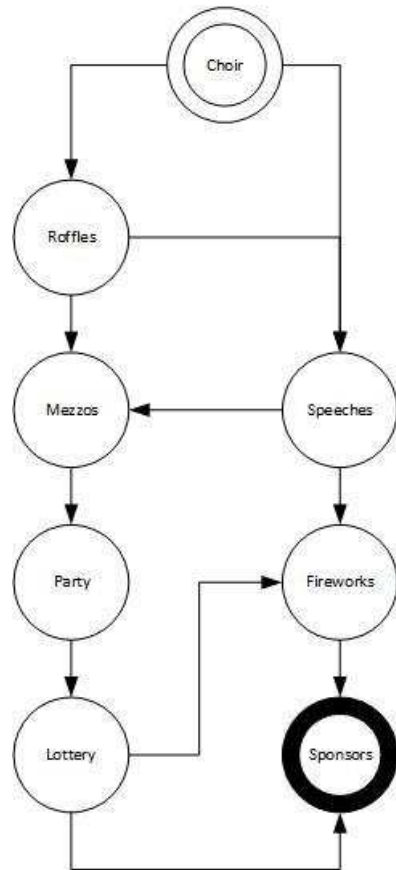 Choir
Roffles
Mezzos
Speeches
Party
Fireworks
Lottery
Sponsors